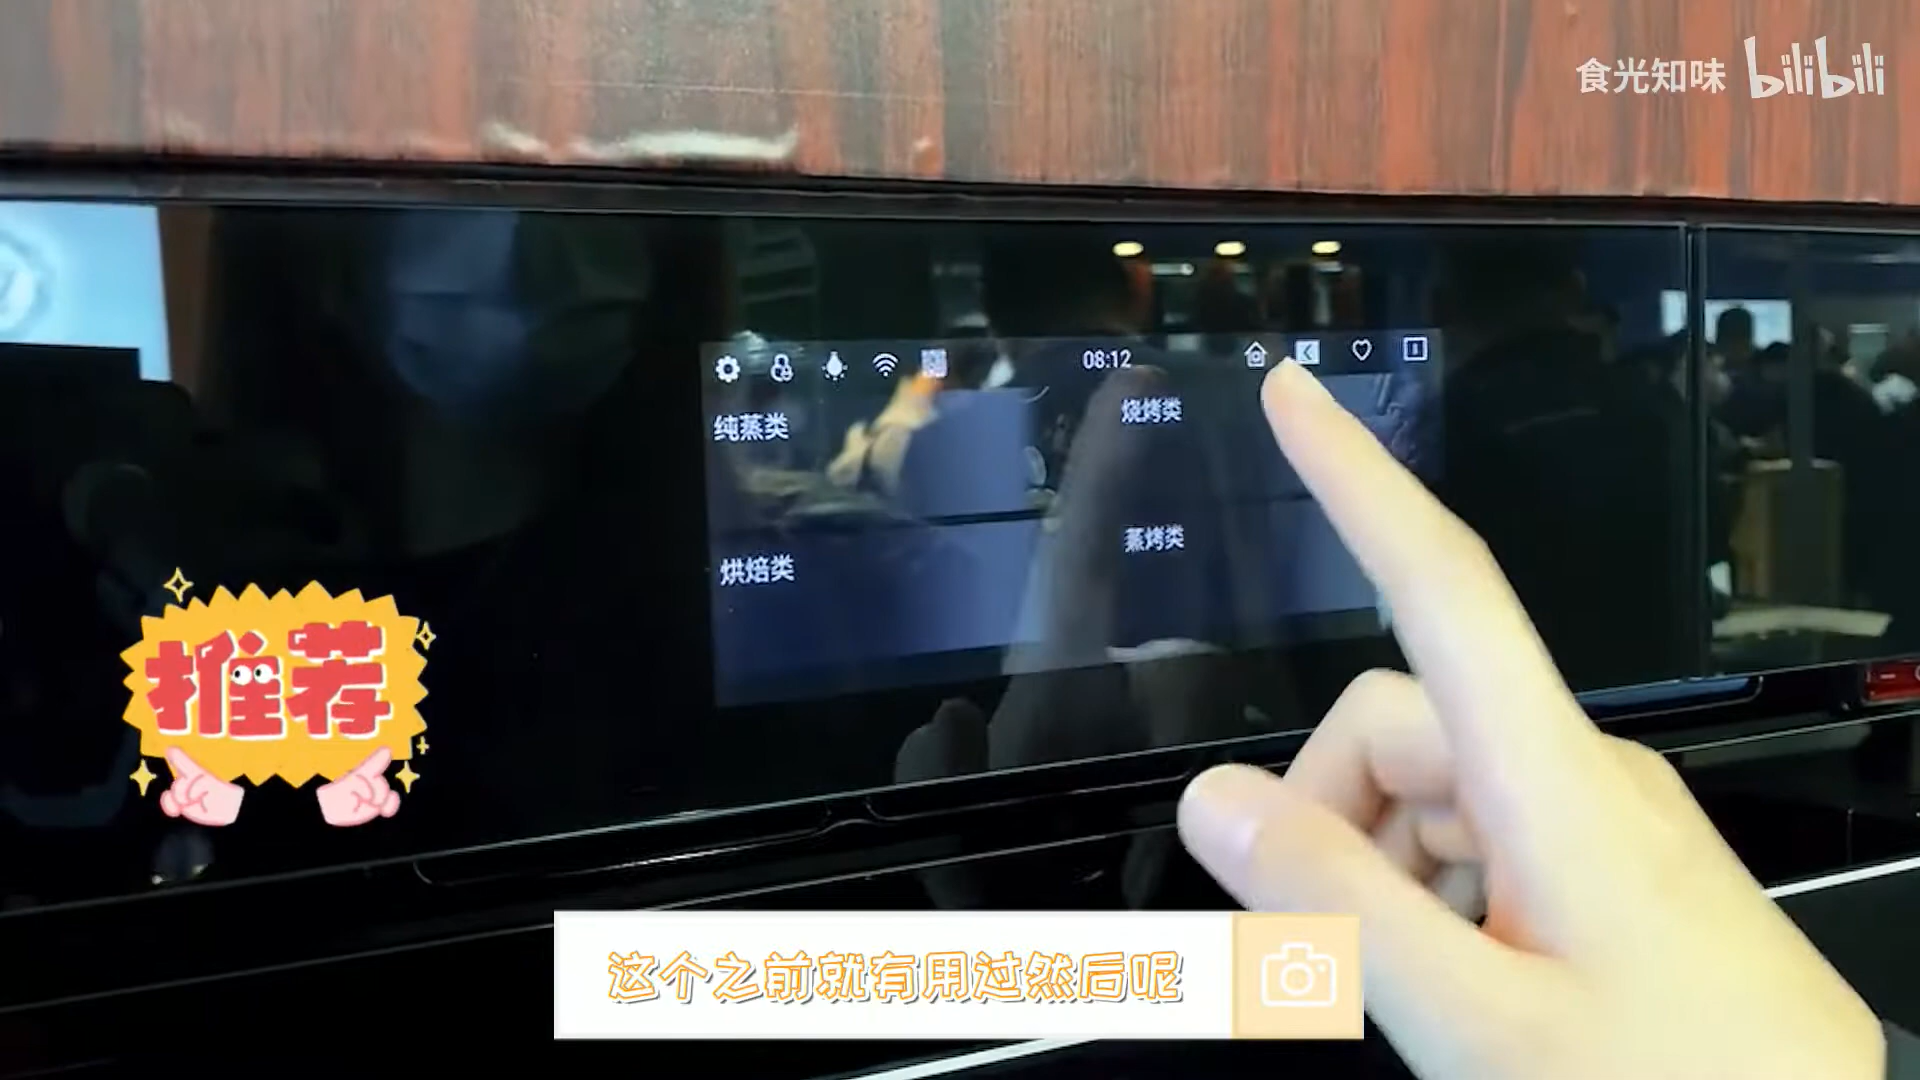 食光知味 bilibili
08:12
纯蒸类
烧烤类
烘焙类
蒸烤类
推荐
这个之前就有用过然后呢